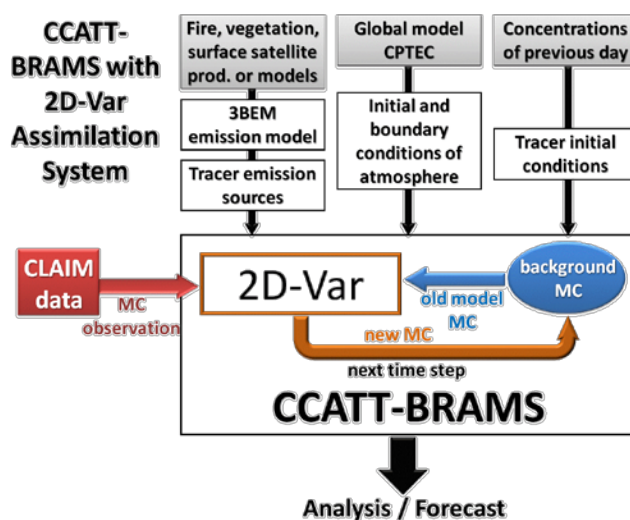 CCATT-
BRAMS with
2D-Var
Assimilation
System
Fire, vegetation,
surface satellite
prod. or models
Global model
CPTEC
Concentrations
of previous day
3BEM
emission model
Tracer emission
sources
Initial and
boundary
conditions of
atmosphere
Tracer initial
conditions
CLAIM
data
MC
observation
2D-Var
old model
MC
background
MC
new MC
next time step
CCATT-BRAMS
Analysis / Forecast